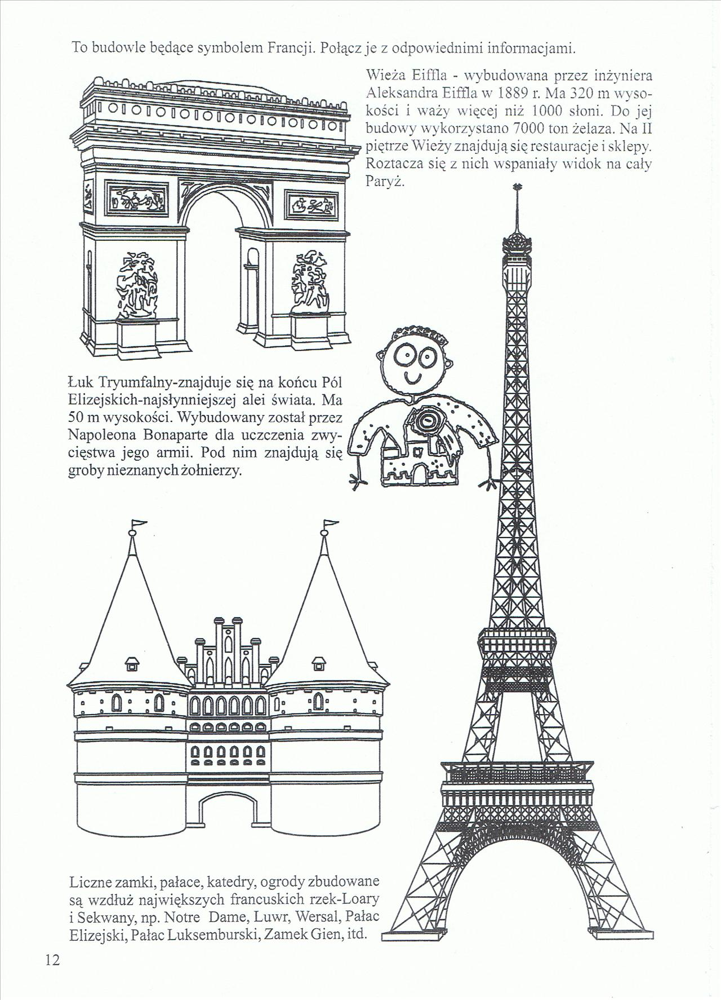 To budowle będące symbolem Francji. Połącz je z odpowiednimi informacjami.
Wieża Eiffla - wybudowana przez inżyniera
Aleksandra Eiffla w 1889 r. Ma 320 m wyso-
kości i waży więcej niż 1000 słoni. Do jej
budowy wykorzystano 7000 ton żelaza. Na II
piętrze Wieży znajdują się restauracje i sklepy.
Roztacza się z nich wspaniały widok na cały
Paryż.
Łuk Tryumfalny-znajduje się na końcu Pól
Elizejskich-najsłynniejszej alei świata. Ma
50 m wysokości. Wybudowany został przez
Napoleona Bonaparte dla uczczenia zwy-
cięstwa jego armii. Pod nim znajdują się
groby nieznanych żołnierzy.
Liczne zamki, pałace, katedry, ogrody zbudowane
są wzdłuż największych francuskich rzek-Loary
i Sekwany, np. Notre Dame, Luwr, Wersal, Pałac
Elizejski, Pałac Luksemburski, Zamek Gien, itd.
12